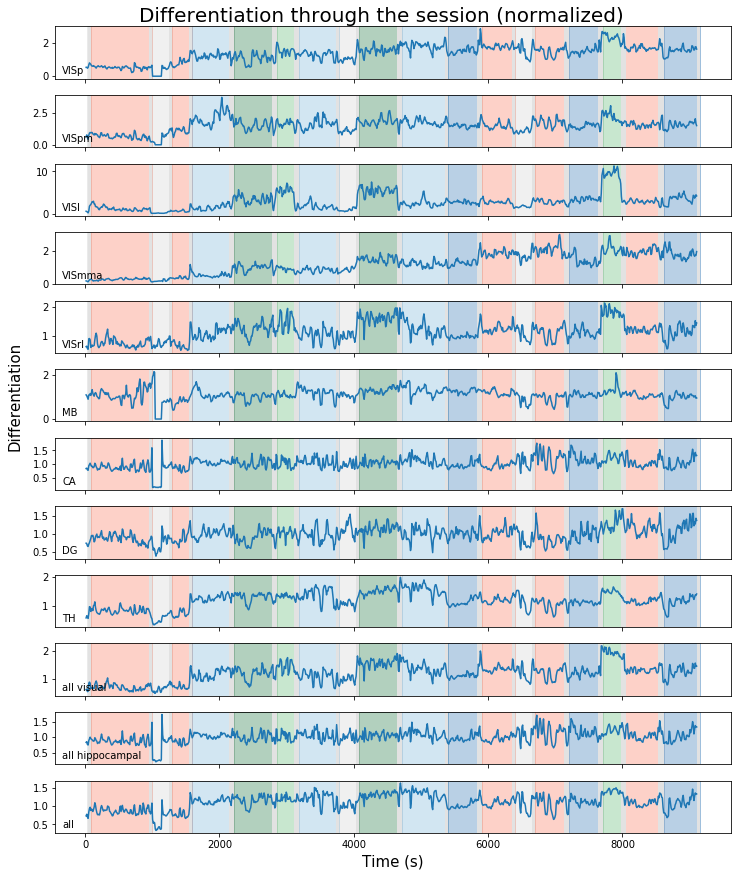 Differentiation through the session (normalized)
2
0
VISp
2.5
0.0
VISpm
10
0
VISl
2
0
VISmma
2
1
VISrl
2
0
MB
1.5
1.0
0.5
CA
1.5
1.0
0.5
DG
2
1
TH
2
1
all visual
1.5
1.0
0.5
all hippocampal
1.5
1.0
0.5
all
0 2000 4000 6000 8000
Time (s)
Differentiation